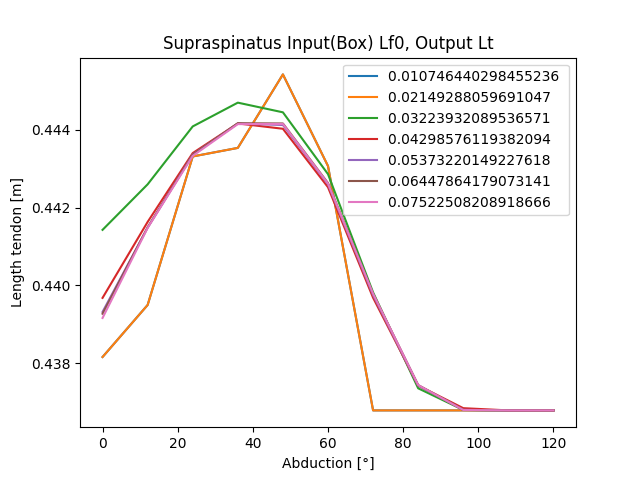 Supraspinatus Input(Box) Lf0, Output Lt
0.010746440298455236
0.02149288059691047
0.03223932089536571
0.04298576119382094
0.05373220149227618
0.06447864179073141
0.07522508208918666
0.444
0.442
0.440
0.438
Length tendon [m]
0 20 40 60 80 100 120
Abduction [°]